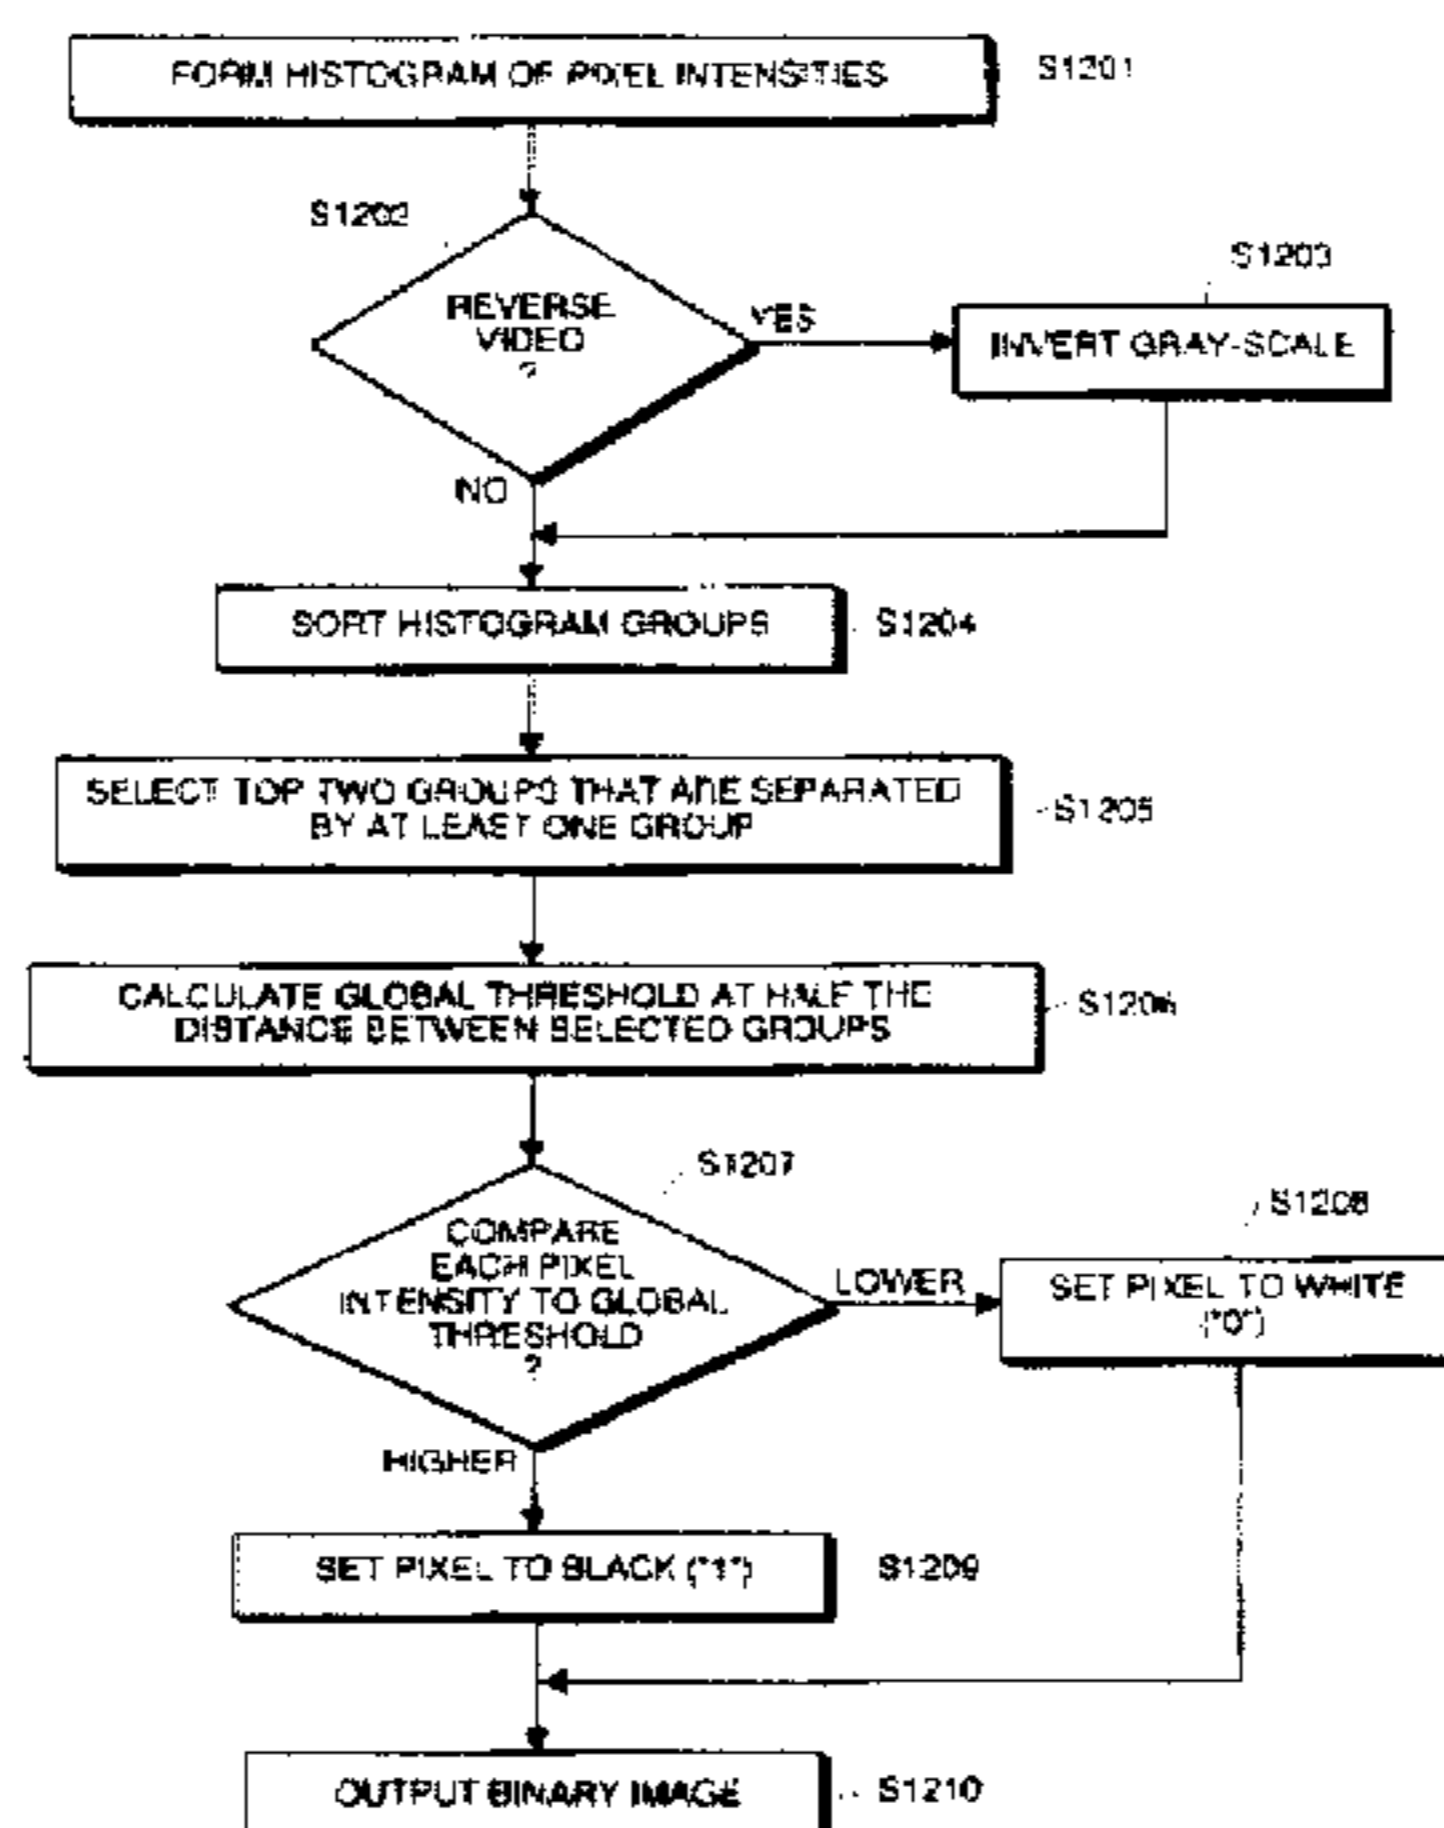 FORM HISTOGRAM OF PIXEL INTENSITIES
S1201
S1202
REVERSE
VIDEO
?
YES
S1203
INVERT GRAY-SCALE
NO
SORT HISTOGRAM GROUPS
S1204
SELECT TOP TWO GROUPS THAT ARE SEPARATED
BY AT LEAST ONE GROUP
S1205
CALCULATE GLOBAL THRESHOLD AT HALF THE
DISTANCE BETWEEN SELECTED GROUPS
S1206
S1207
COMPARE
EACH PIXEL
INTENSITY TO GLOBAL
THRESHOLD
?
LOWER
S1208
SET PIXEL TO WHITE
("0")
HIGHER
SET PIXEL TO BLACK ("1")
S1209
OUTPUT BINARY IMAGE
S1210